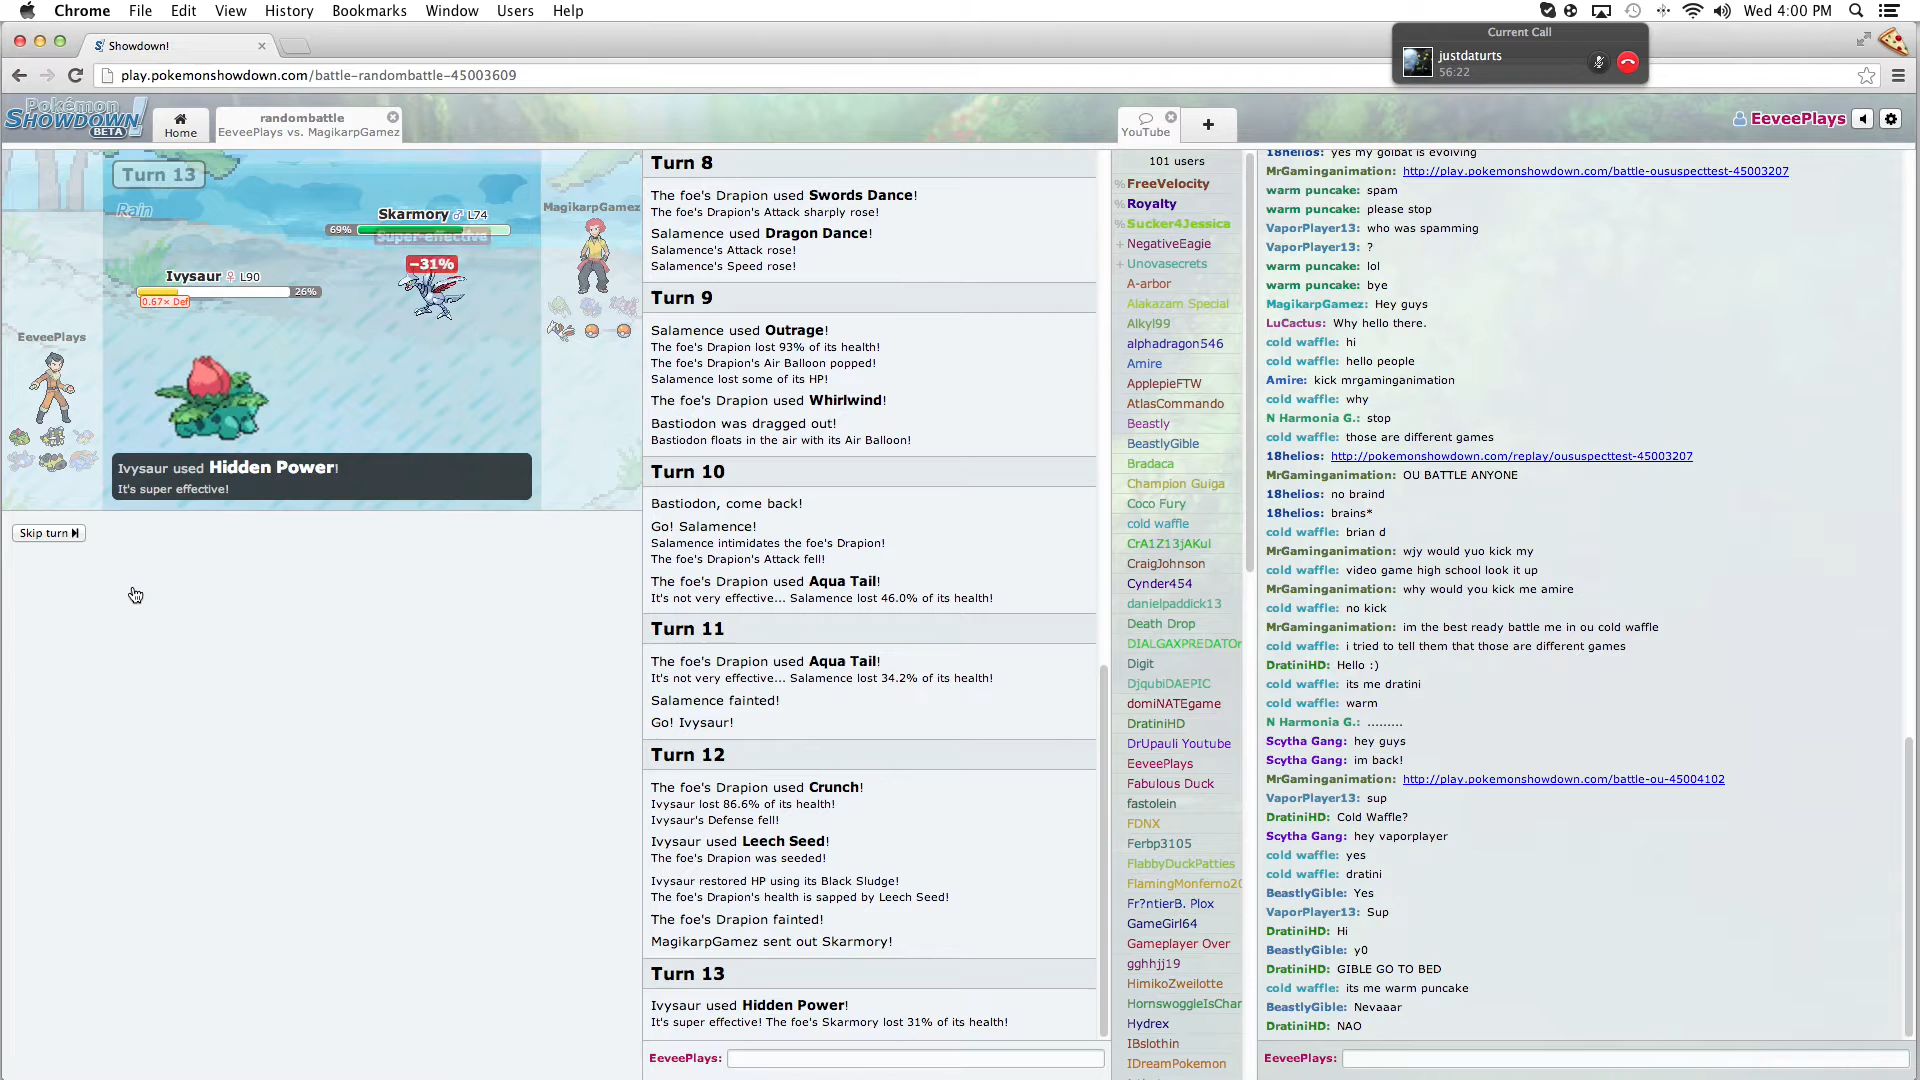 Chrome File Edit View History Bookmarks Window Users Help
Wed 4:00 PM
Showdown!
Current Call
justdaturts
56:22
play.pokemonshowdown.com/battle-randombattle-45003609
Pokémon
SHOWDOWN!
BETA
Home
randombattle
EeveePlays vs. MagikarpGamez
YouTube
+
EeveePlays
Turn 13
Rain
Skarmory ♂ L74
69%
Super-effective
−31%
Ivysaur ♀ L90
26%
0.67× Def
MagikarpGamez
EeveePlays
Ivysaur used Hidden Power!
It's super effective!
Skip turn
Turn 8
The foe's Drapion used Swords Dance!
The foe's Drapion's Attack sharply rose!
Salamence used Dragon Dance!
Salamence's Attack rose!
Salamence's Speed rose!
Turn 9
Salamence used Outrage!
The foe's Drapion lost 93% of its health!
The foe's Drapion's Air Balloon popped!
Salamence lost some of its HP!
The foe's Drapion used Whirlwind!
Bastiodon was dragged out!
Bastiodon floats in the air with its Air Balloon!
Turn 10
Bastiodon, come back!
Go! Salamence!
Salamence intimidates the foe's Drapion!
The foe's Drapion's Attack fell!
The foe's Drapion used Aqua Tail!
It's not very effective... Salamence lost 46.0% of its health!
Turn 11
The foe's Drapion used Aqua Tail!
It's not very effective... Salamence lost 34.2% of its health!
Salamence fainted!
Go! Ivysaur!
Turn 12
The foe's Drapion used Crunch!
Ivysaur lost 86.6% of its health!
Ivysaur's Defense fell!
Ivysaur used Leech Seed!
The foe's Drapion was seeded!
Ivysaur restored HP using its Black Sludge!
The foe's Drapion's health is sapped by Leech Seed!
The foe's Drapion fainted!
MagikarpGamez sent out Skarmory!
Turn 13
Ivysaur used Hidden Power!
It's super effective! The foe's Skarmory lost 31% of its health!
EeveePlays:
101 users
%FreeVelocity
%Royalty
%Sucker4Jessica
+NegativeEagie
+Unovasecrets
A-arbor
Alakazam Special
Alkyl99
alphadragon546
Amire
ApplepieFTW
AtlasCommando
Beastly
BeastlyGible
Bradaca
Champion Guiga
Coco Fury
cold waffle
CrA1Z13jAKul
CraigJohnson
Cynder454
danielpaddick13
Death Drop
DIALGAXPREDATOr
Digit
DjqubiDAEPIC
domiNATEgame
DratiniHD
DrUpauli Youtube
EeveePlays
Fabulous Duck
fastolein
FDNX
Ferbp3105
FlabbyDuckPatties
FlamingMonferno20
Fr?ntierB. Plox
GameGirl64
Gameplayer Over
gghhjj19
HimikoZweilotte
HornswoggleIsChar
Hydrex
IBslothin
IDreamPokemon
18helios: yes my golbat is evolving
MrGaminganimation: http://play.pokemonshowdown.com/battle-oususpecttest-45003207
warm puncake: spam
warm puncake: please stop
VaporPlayer13: who was spamming
VaporPlayer13: ?
warm puncake: lol
warm puncake: bye
MagikarpGamez: Hey guys
LuCactus: Why hello there.
cold waffle: hi
cold waffle: hello people
Amire: kick mrgaminganimation
cold waffle: why
N Harmonia G.: stop
cold waffle: those are different games
18helios: http://pokemonshowdown.com/replay/oususpecttest-45003207
MrGaminganimation: OU BATTLE ANYONE
18helios: no braind
18helios: brains*
cold waffle: brian d
MrGaminganimation: wjy would yuo kick my
cold waffle: video game high school look it up
MrGaminganimation: why would you kick me amire
cold waffle: no kick
MrGaminganimation: im the best ready battle me in ou cold waffle
cold waffle: i tried to tell them that those are different games
DratiniHD: Hello :)
cold waffle: its me dratini
cold waffle: warm
N Harmonia G.: .........
Scytha Gang: hey guys
Scytha Gang: im back!
MrGaminganimation: http://play.pokemonshowdown.com/battle-ou-45004102
VaporPlayer13: sup
DratiniHD: Cold Waffle?
Scytha Gang: hey vaporplayer
cold waffle: yes
cold waffle: dratini
BeastlyGible: Yes
VaporPlayer13: Sup
DratiniHD: Hi
BeastlyGible: y0
DratiniHD: GIBLE GO TO BED
cold waffle: its me warm puncake
BeastlyGible: Nevaaar
DratiniHD: NAO
EeveePlays: